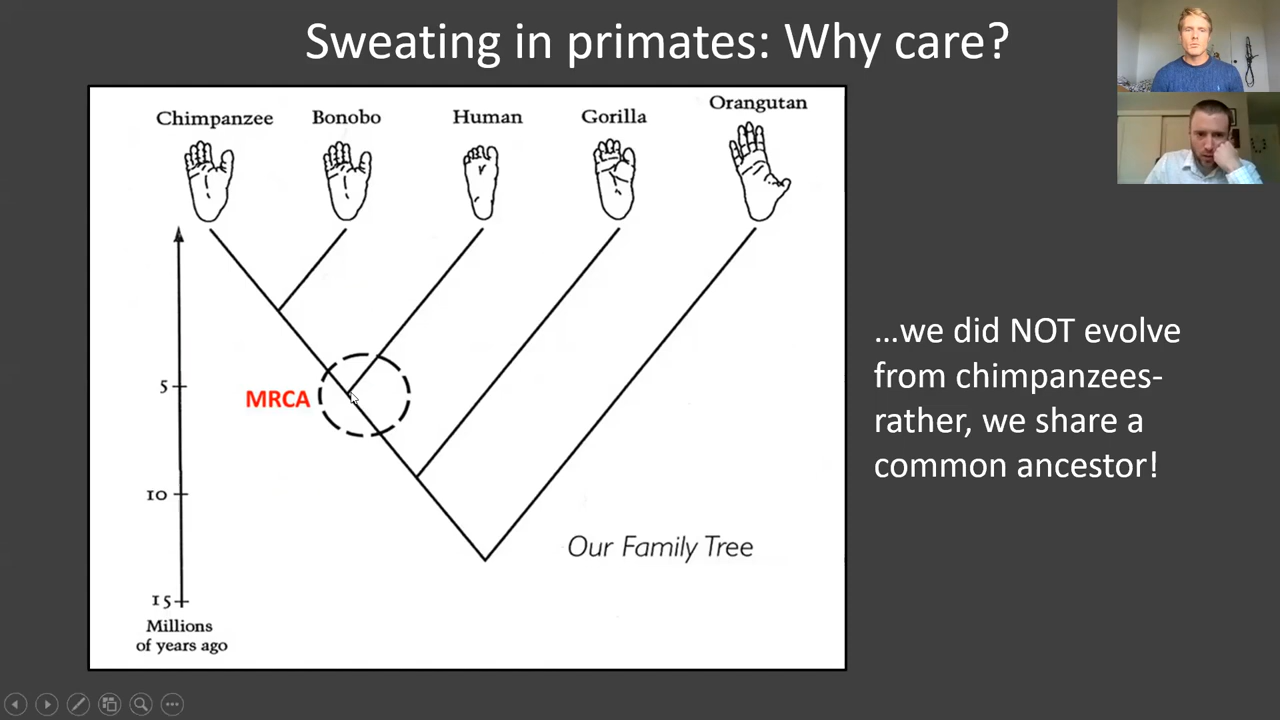 Sweating in primates: Why care?
Chimpanzee
Bonobo
Human
Gorilla
Orangutan
5
MRCA
10
15
Millions
of years ago
Our Family Tree
...we did NOT evolve
from chimpanzees-
rather, we share a
common ancestor!